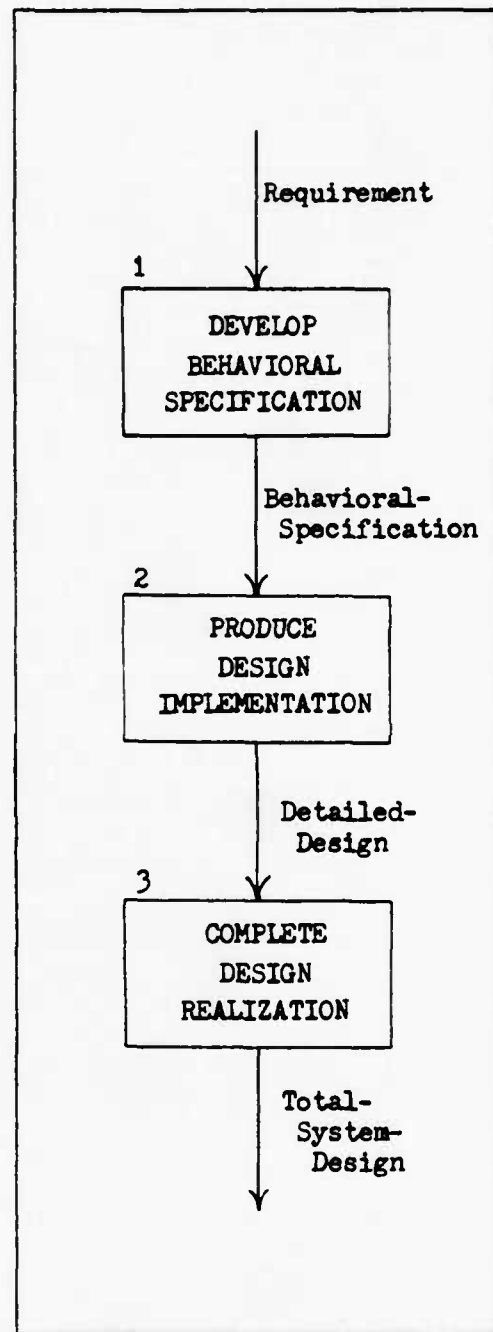 Requirement
1
DEVELOP
BEHAVIORAL
SPECIFICATION
Behavioral-
Specification
2
PRODUCE
DESIGN
IMPLEMENTATION
Detailed-
Design
3
COMPLETE
DESIGN
REALIZATION
Total-
System-
Design